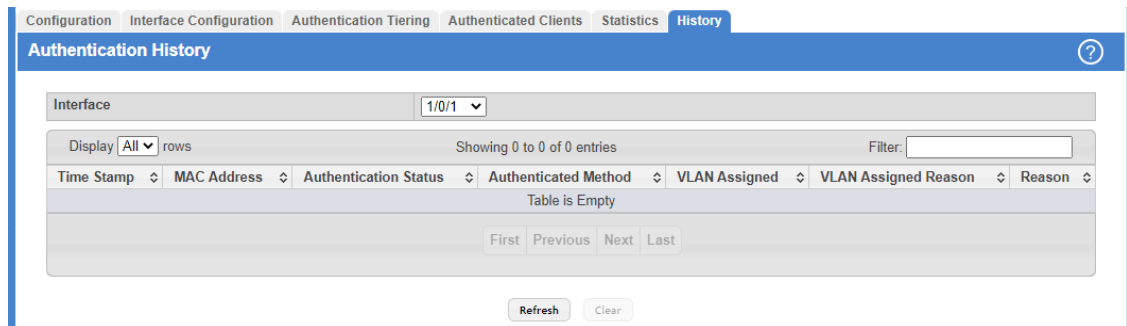 Configuration Interface Configuration Authentication Tiering Authenticated Clients Statistics History
Authentication History ?
Interface 1/0/1
Display All rows Showing 0 to 0 of 0 entries Filter:
Time Stamp MAC Address Authentication Status Authenticated Method VLAN Assigned VLAN Assigned Reason Reason
Table is Empty
First Previous Next Last
Refresh Clear